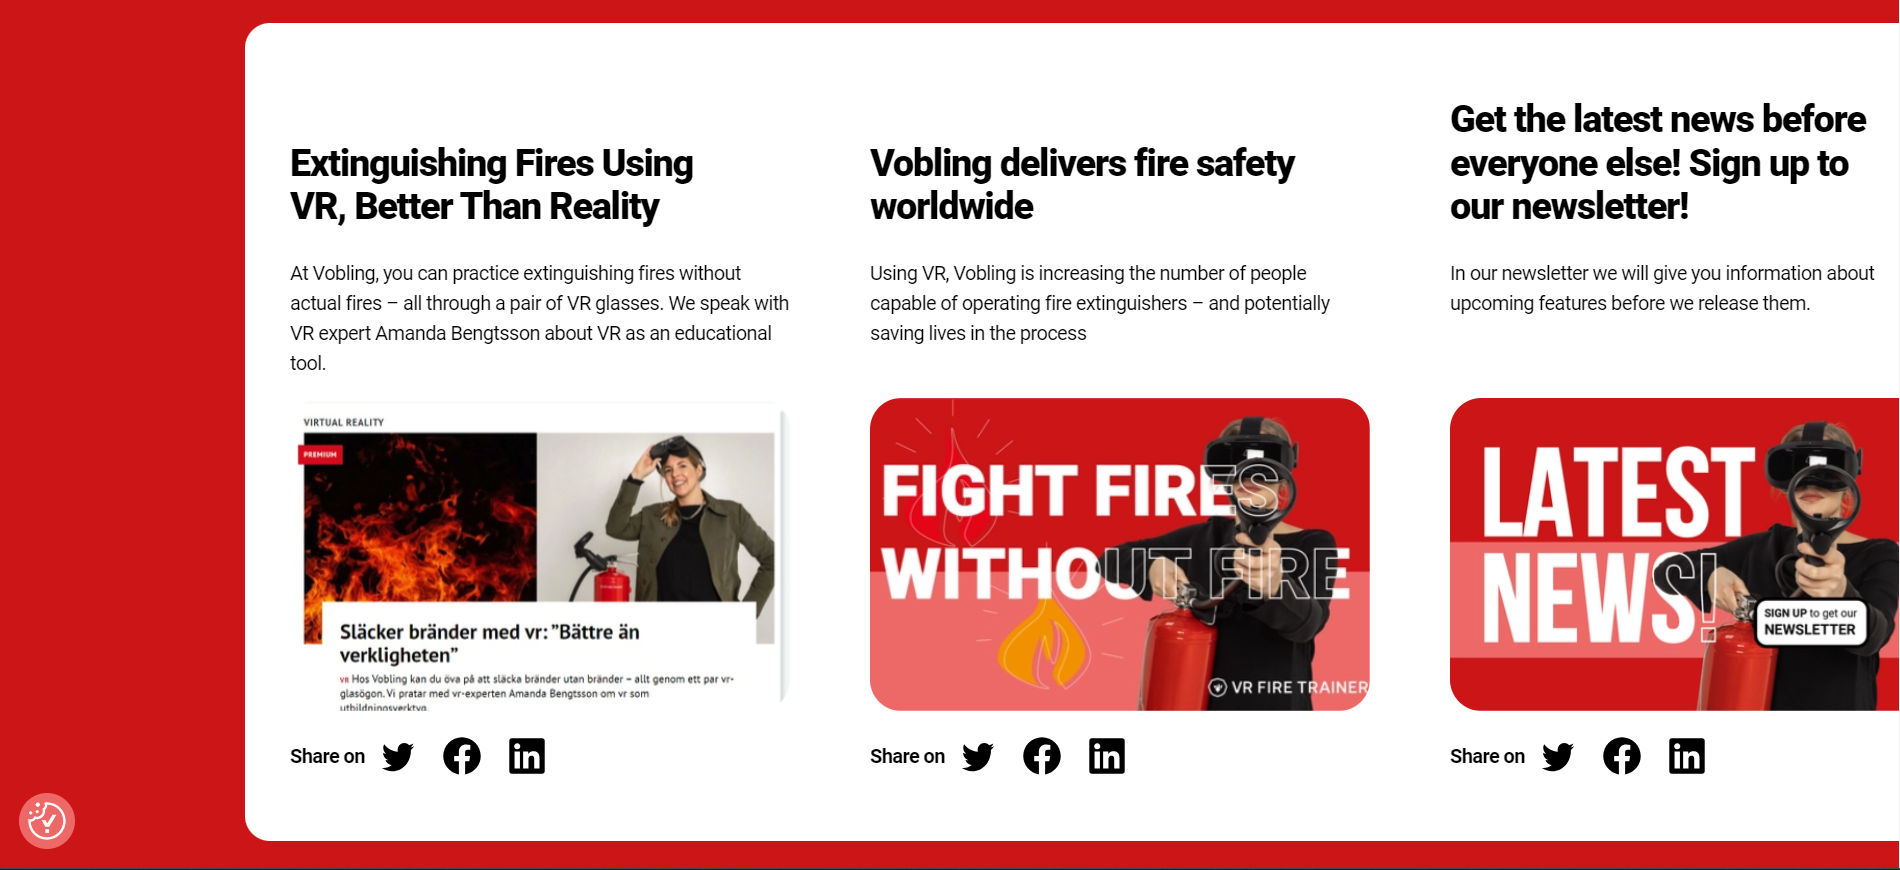 Extinguishing Fires Using
VR, Better Than Reality
At Vobling, you can practice extinguishing fires without
actual fires – all through a pair of VR glasses. We speak with
VR expert Amanda Bengtsson about VR as an educational
tool.
VIRTUAL REALITY
PREMIUM
Släcker bränder med vr: ”Bättre än
verkligheten”
VR Hos Vobling kan du öva på att släcka bränder utan bränder – allt genom ett par vr-
glasögon. Vi pratar med vr-experten Amanda Bengtsson om vr som
utbildningsverktyg.
Share on
Vobling delivers fire safety
worldwide
Using VR, Vobling is increasing the number of people
capable of operating fire extinguishers – and potentially
saving lives in the process
FIGHT FIRES
WITHOUT FIRE
VR FIRE TRAINER
Share on
Get the latest news before
everyone else! Sign up to
our newsletter!
In our newsletter we will give you information about
upcoming features before we release them.
LATEST
NEWS!
SIGN UP to get our
NEWSLETTER
Share on